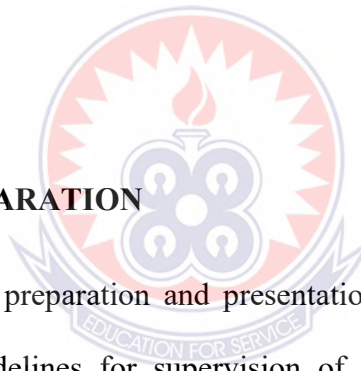 ARATION
preparation and presentatio
EDUCATION FOR SERVICE
delines for supervision of